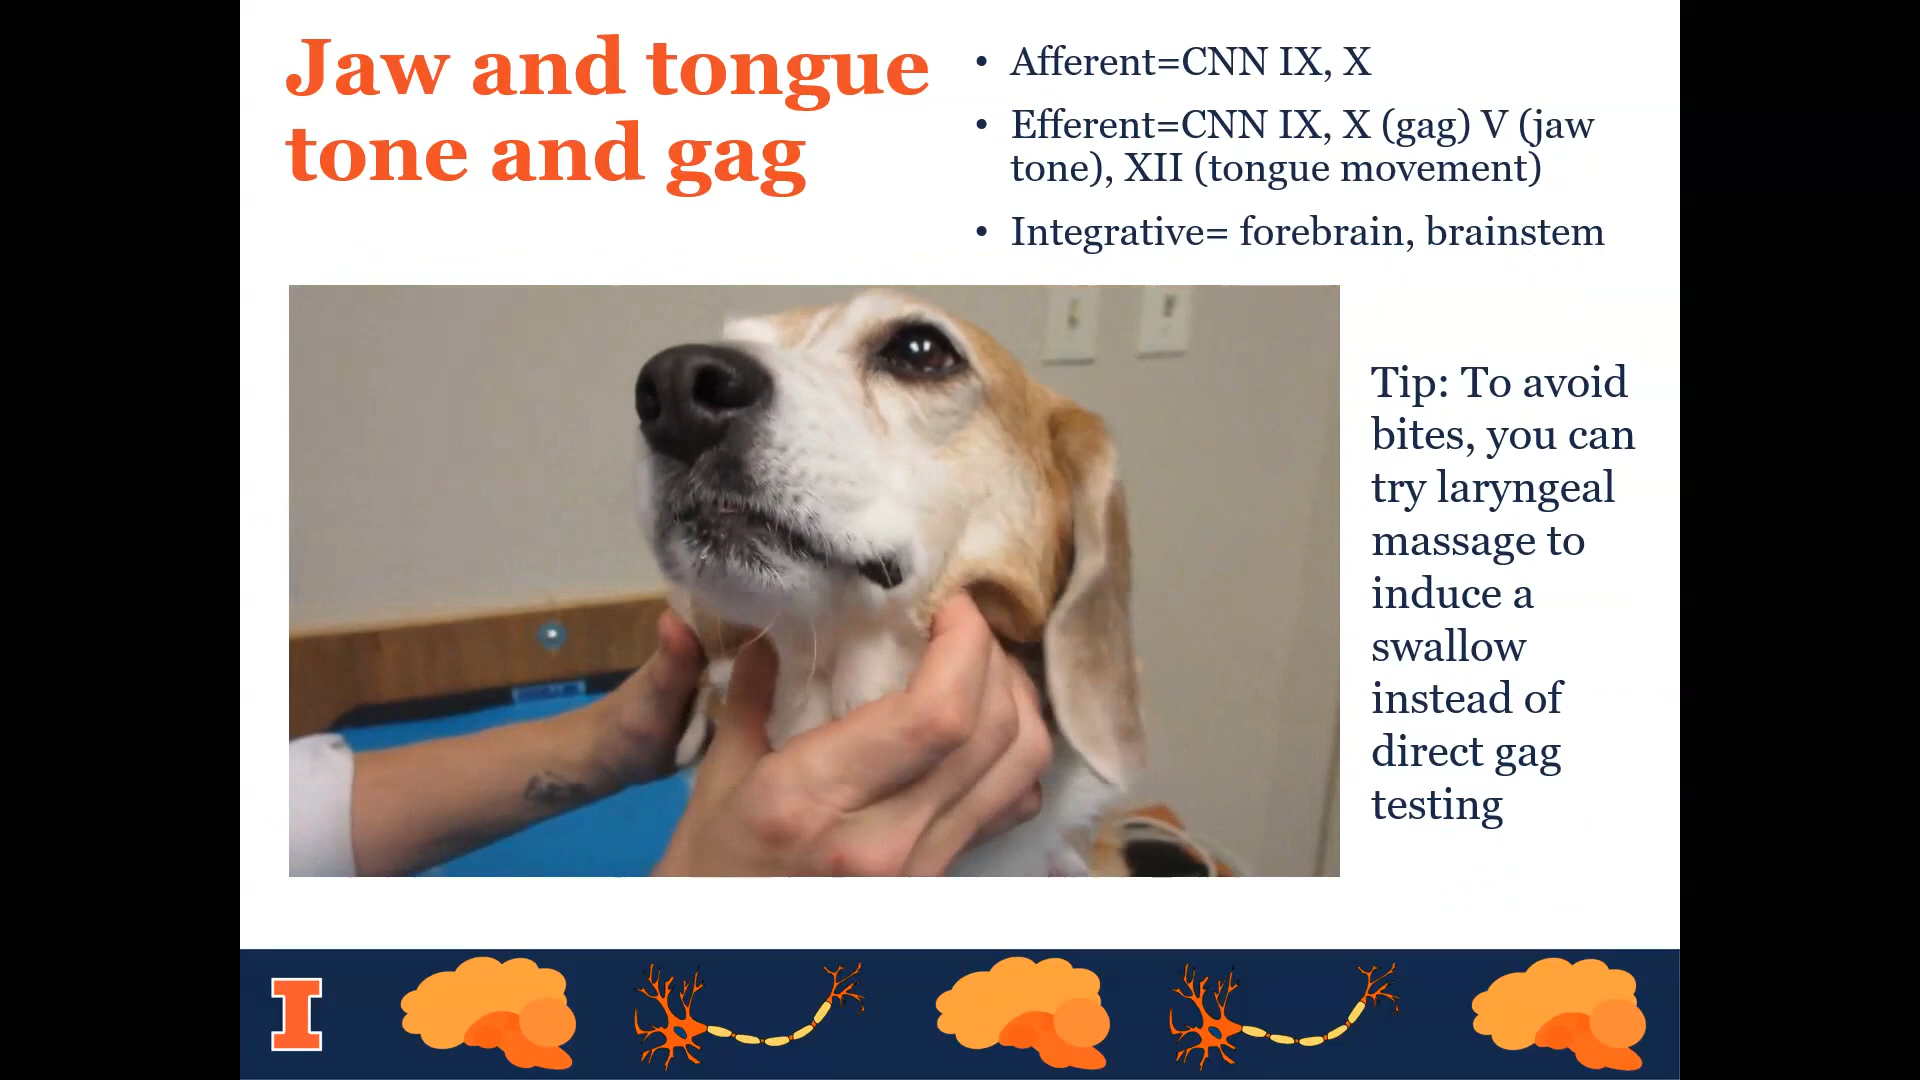 Jaw and tongue
tone and gag
• Afferent=CNN IX, X
• Efferent=CNN IX, X (gag) V (jaw
tone), XII (tongue movement)
• Integrative= forebrain, brainstem
Tip: To avoid
bites, you can
try laryngeal
massage to
induce a
swallow
instead of
direct gag
testing
I